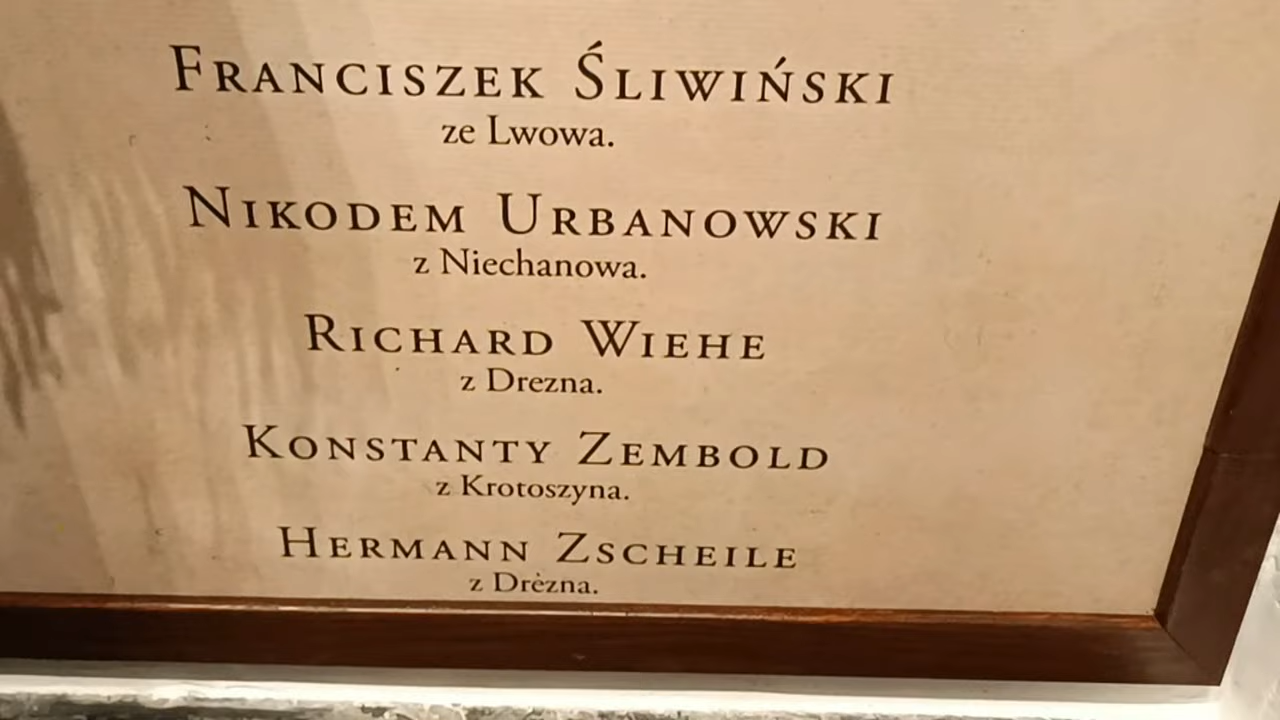 Franciszek Śliwiński
ze Lwowa.
Nikodem Urbanowski
z Niechanowa.
Richard Wiehe
z Drezna.
Konstanty Zembold
z Krotoszyna.
Hermann Zscheile
z Drezna.